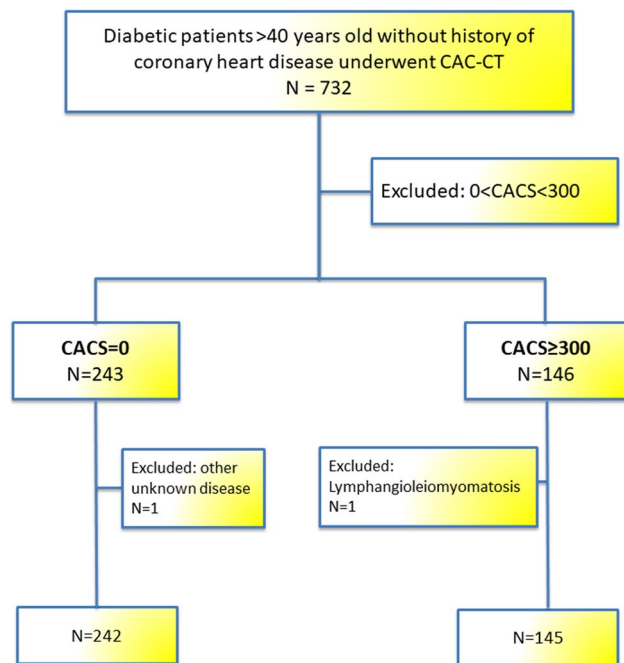 Diabetic patients >40 years old without history of
coronary heart disease underwent CAC-CT
N = 732
Excluded: 0<CACS<300
CACS=0
N=243
CACS≥300
N=146
Excluded: other
unknown disease
N=1
Excluded:
Lymphangioleiomyomatosis
N=1
N=242
N=145